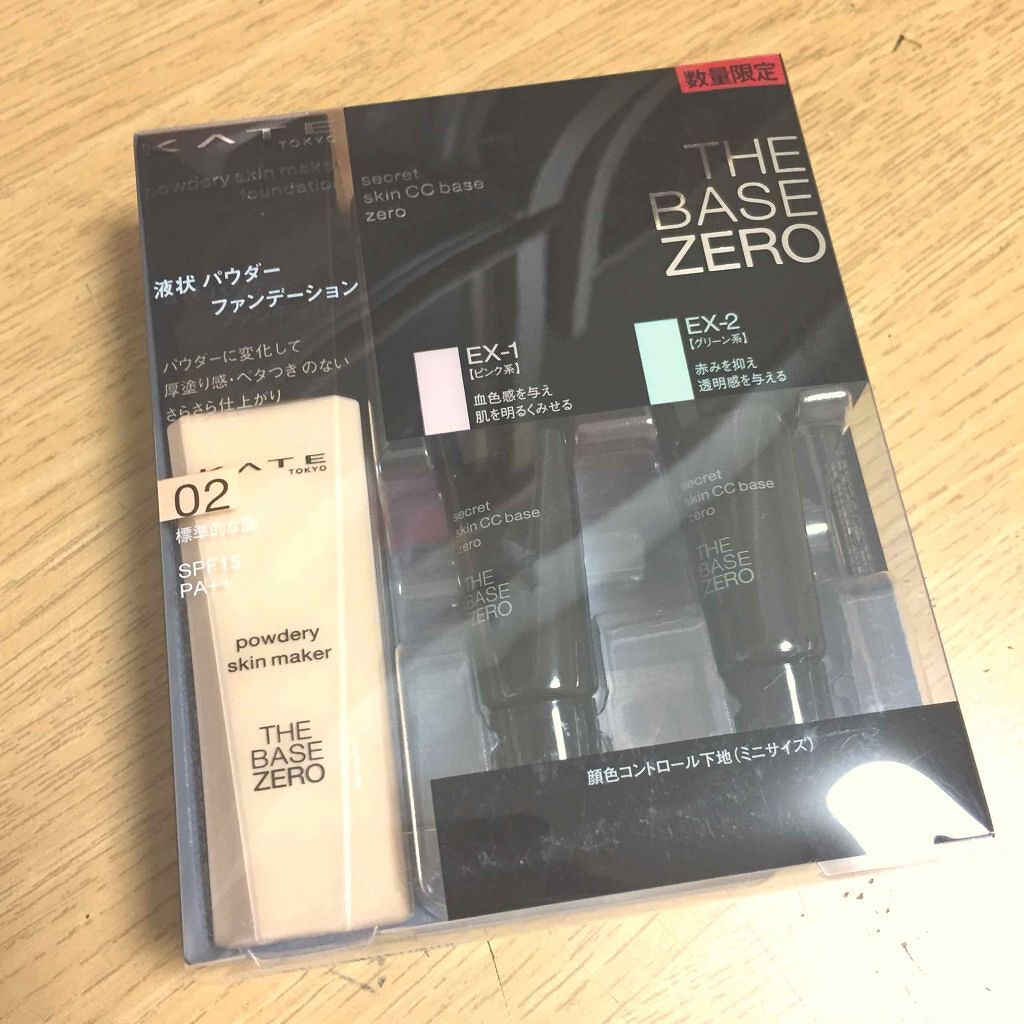 数量限定
KATE
TOKYO
powdery skin maker
foundation
secret
skin CC base
zero
THE
BASE
ZERO
液状 パウダー
ファンデーション
パウダーに変化して
厚塗り感・ベタつきのない
さらさら仕上がり
EX-1
【ピンク系】
血色感を与え
肌を明るくみせる
EX-2
【グリーン系】
赤みを抑え
透明感を与える
KATE
TOKYO
02
標準的な肌
SPF15
PA++
powdery
skin maker
THE
BASE
ZERO
secret
skin CC base
zero
THE
BASE
ZERO
secret
skin CC base
zero
THE
BASE
ZERO
顔色コントロール下地(ミニサイズ)